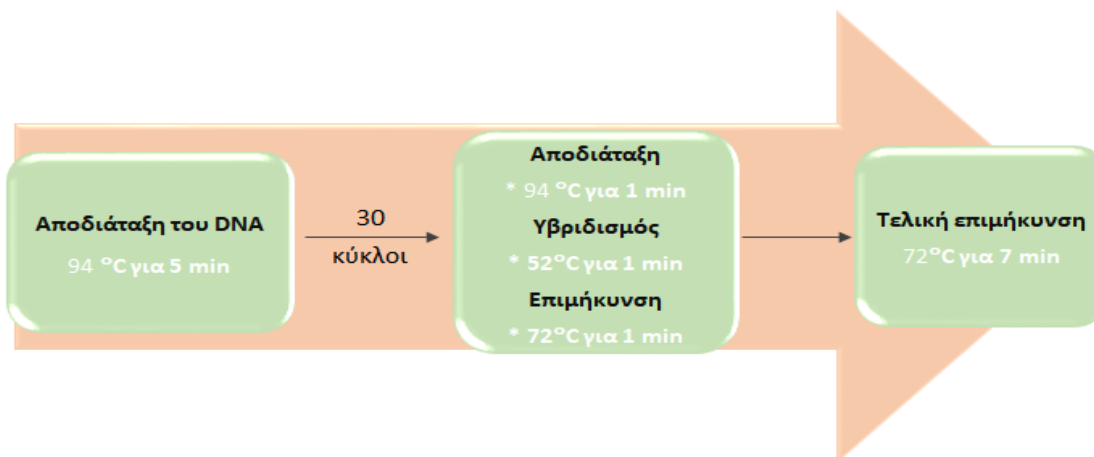 Αποδιάταξη του DNA
94 °C για 5 min
30
κύκλοι
Αποδιάταξη
* 94 °C για 1 min
Υβριδισμός
* 52°C για 1 min
Επιμήκυνση
* 72°C για 1 min
Τελική επιμήκυνση
72°C για 7 min